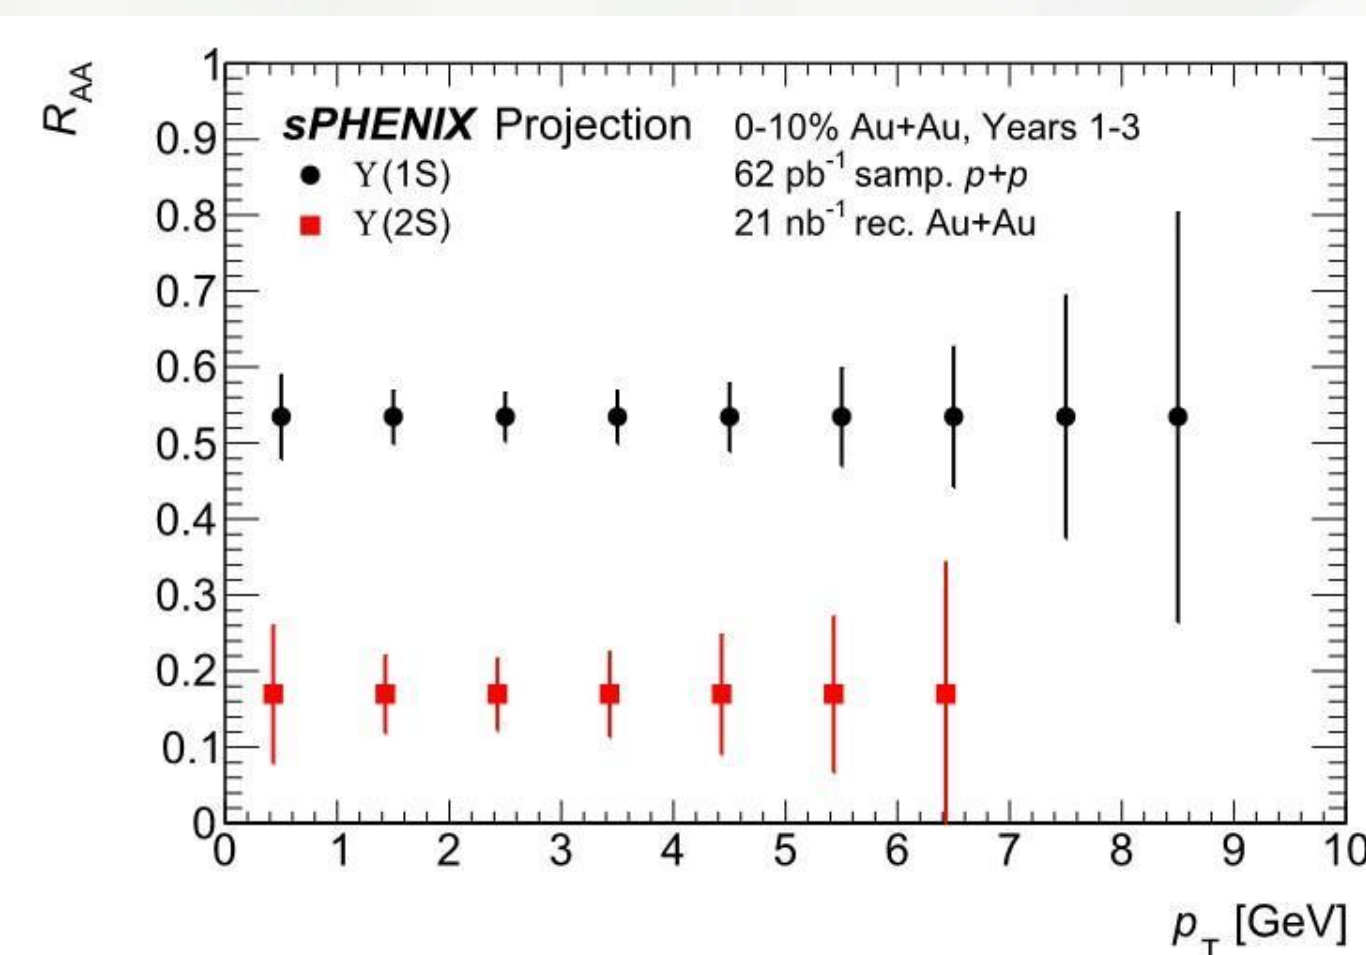 R_AA
sPHENIX Projection
0-10% Au+Au, Years 1-3
Υ(1S)
62 pb⁻¹ samp. p+p
Υ(2S)
21 nb⁻¹ rec. Au+Au
1
0.9
0.8
0.7
0.6
0.5
0.4
0.3
0.2
0.1
0
0 1 2 3 4 5 6 7 8 9 10
p_T [GeV]